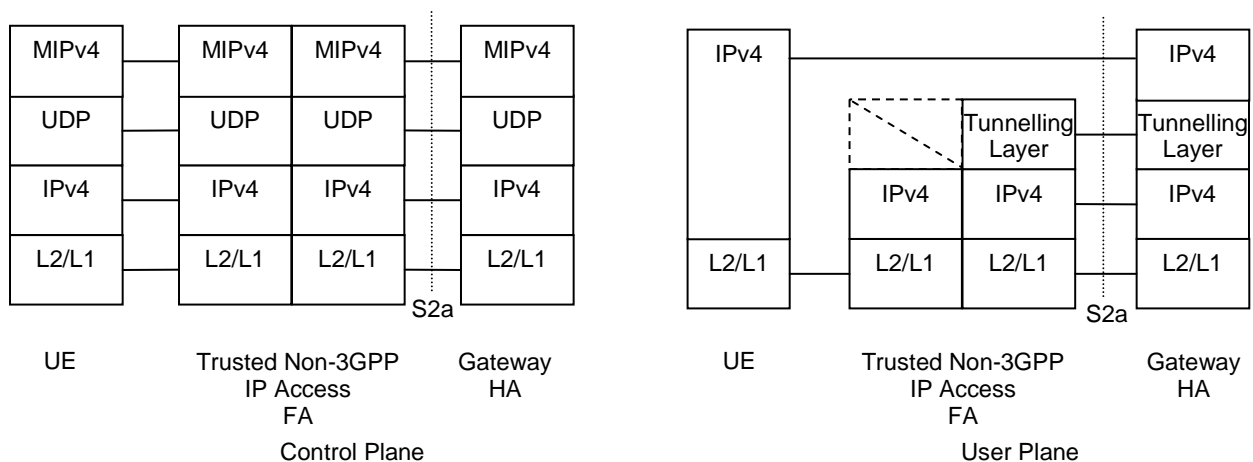 MIPv4 MIPv4 MIPv4 MIPv4
UDP UDP UDP UDP
IPv4 IPv4 IPv4 IPv4
L2/L1 L2/L1 L2/L1 L2/L1
S2a
UE Trusted Non-3GPP Gateway
IP Access HA
FA
Control Plane
IPv4 IPv4
Tunnelling Tunnelling
Layer Layer
IPv4 IPv4 IPv4
L2/L1 L2/L1 L2/L1 L2/L1
S2a
UE Trusted Non-3GPP Gateway
IP Access HA
FA
User Plane